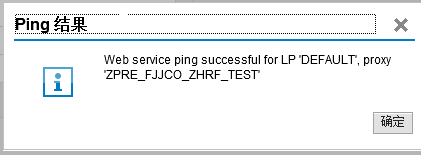 Ping 结果
Web service ping successful for LP 'DEFAULT', proxy
'ZPRE_FJJCO_ZHRF_TEST'
确定